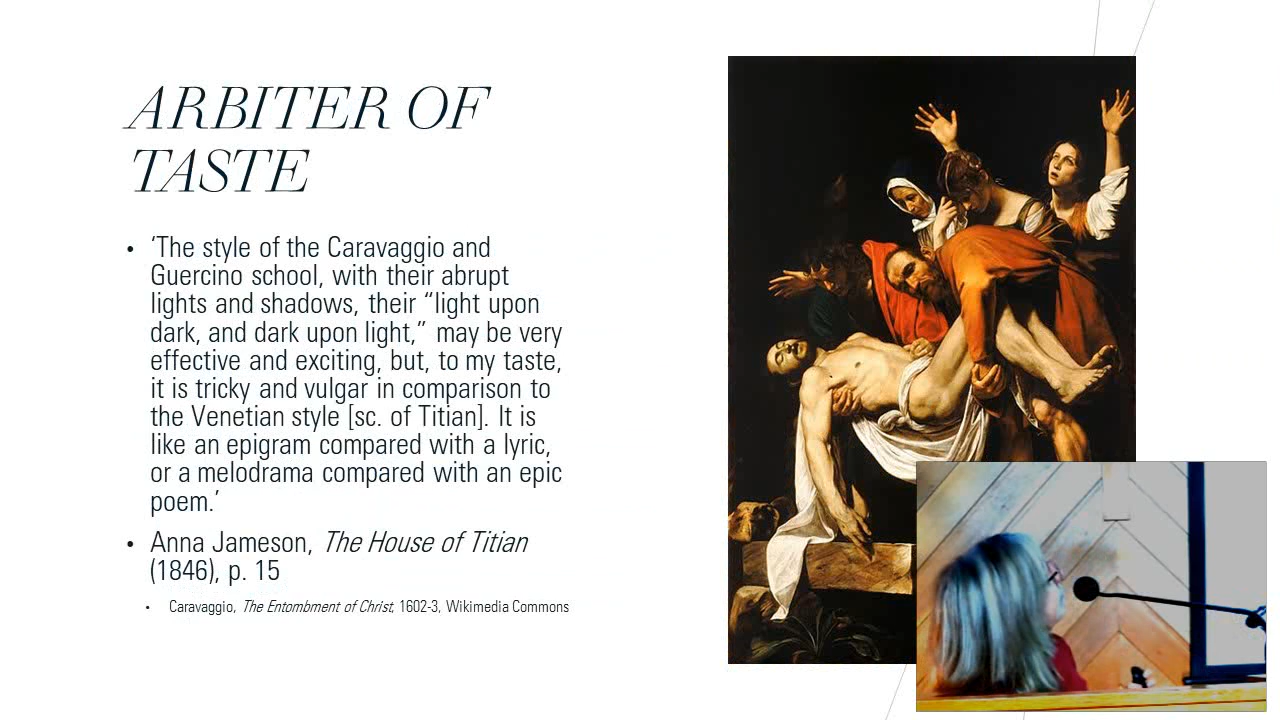 ARBITER OF
TASTE
• ‘The style of the Caravaggio and
Guercino school, with their abrupt
lights and shadows, their “light upon
dark, and dark upon light,” may be very
effective and exciting, but, to my taste,
it is tricky and vulgar in comparison to
the Venetian style [sc. of Titian]. It is
like an epigram compared with a lyric,
or a melodrama compared with an epic
poem.’
• Anna Jameson, The House of Titian
(1846), p. 15
• Caravaggio, The Entombment of Christ, 1602-3, Wikimedia Commons